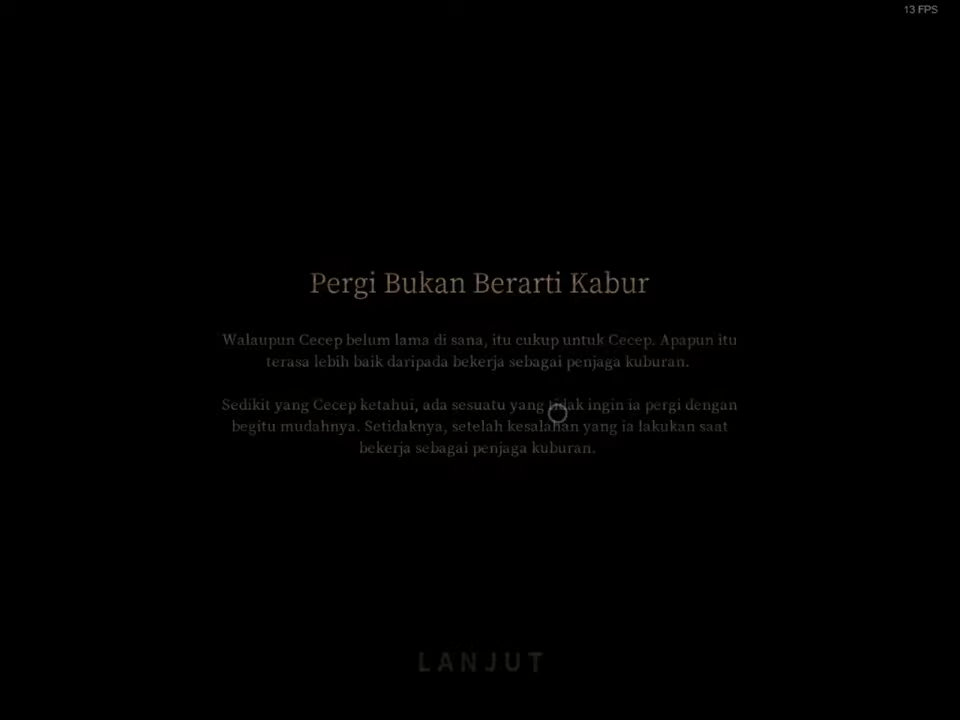 13 FPS
Pergi Bukan Berarti Kabur
Walaupun Cecep belum lama di sana, itu cukup untuk Cecep. Apapun itu
terasa lebih baik daripada bekerja sebagai penjaga kuburan.
Sedikit yang Cecep ketahui, ada sesuatu yang tidak ingin ia pergi dengan
begitu mudahnya. Setidaknya, setelah kesalahan yang ia lakukan saat
bekerja sebagai penjaga kuburan.
LANJUT